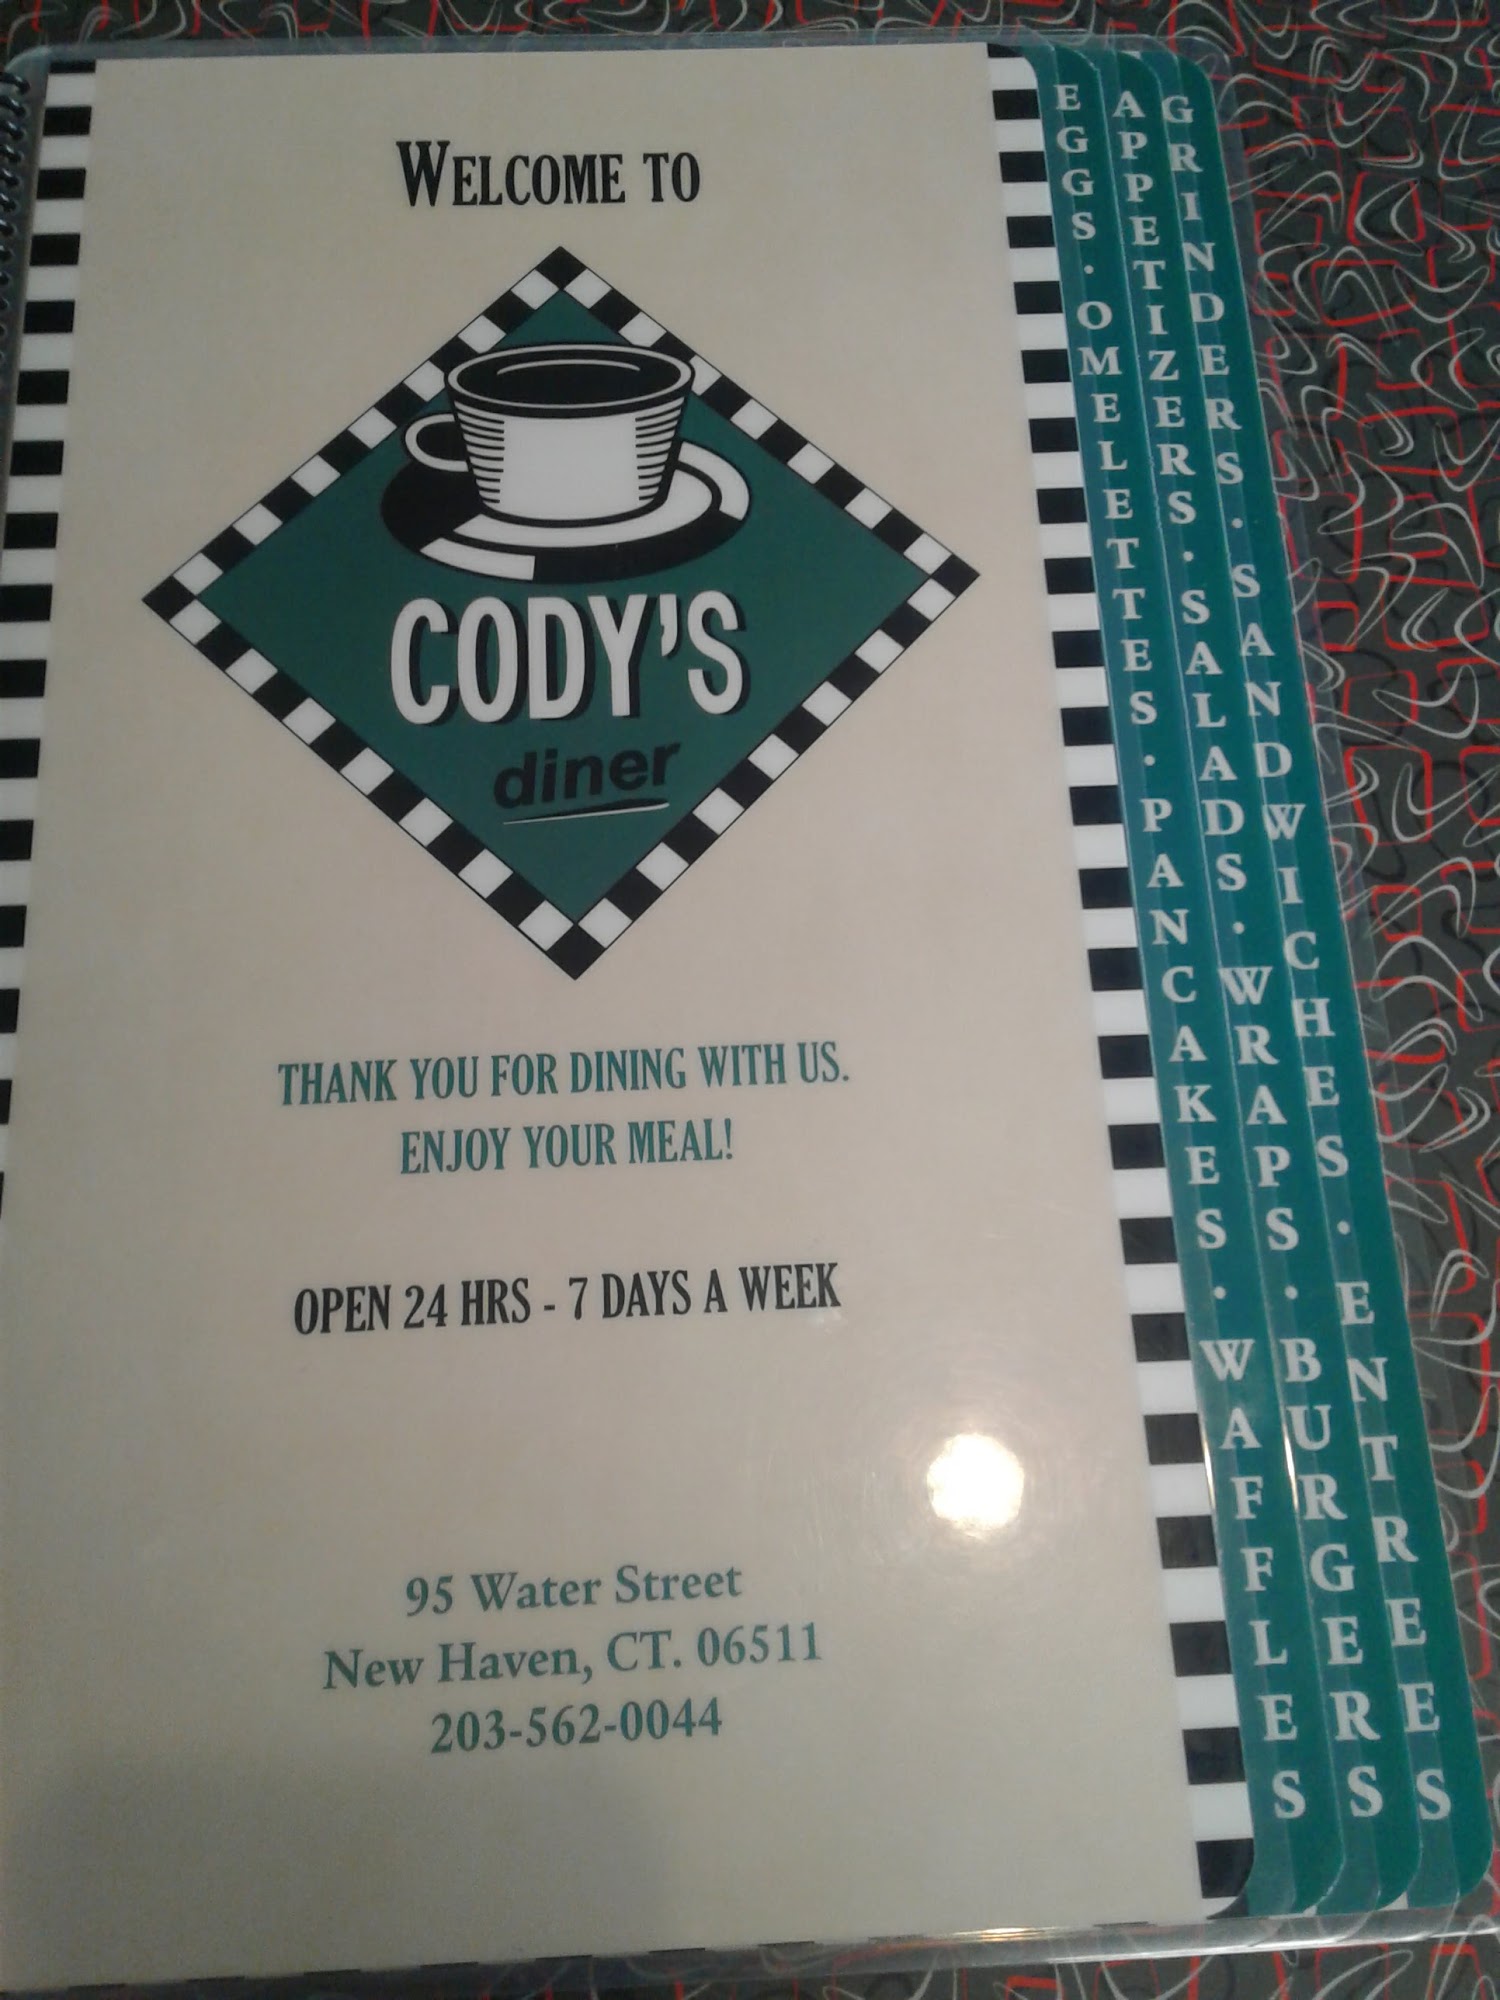 WELCOME TO
CODY'S
diner
THANK YOU FOR DINING WITH US.
ENJOY YOUR MEAL!
OPEN 24 HRS - 7 DAYS A WEEK
95 Water Street
New Haven, CT. 06511
203-562-0044
EGGS · OMELETTES · PANCAKES · WAFFLES
APPETIZERS · SALADS · WRAPS · BURGERS
GRINDERS · SANDWICHES · ENTREES